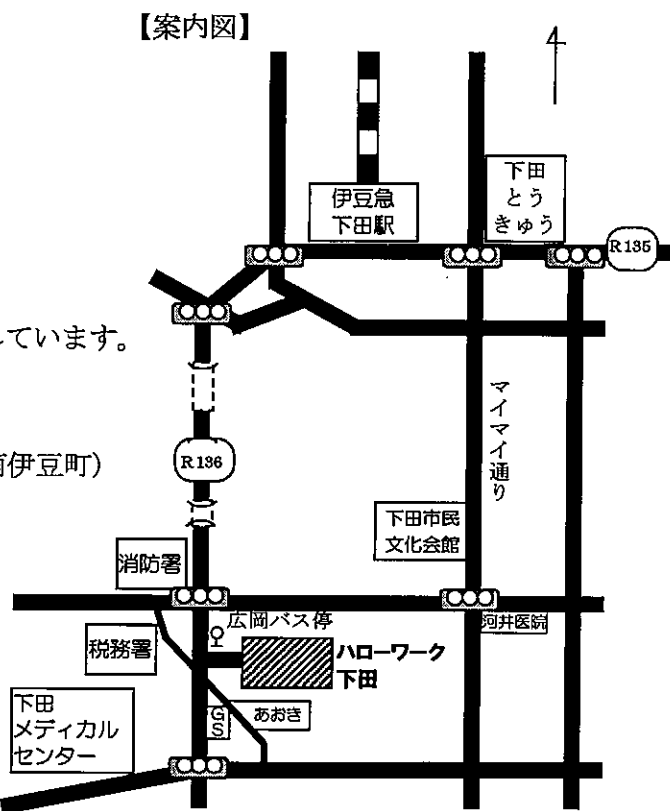 【案内図】
4
伊豆急
下田駅
下田
とう
きゅう
R135
ています。
マイマイ通り
R136
伊豆町)
下田市民
文化会館
消防署
広岡バス停
河井医院
税務署
ハローワーク
下田
下田
メディカル
センター
GS
あおき